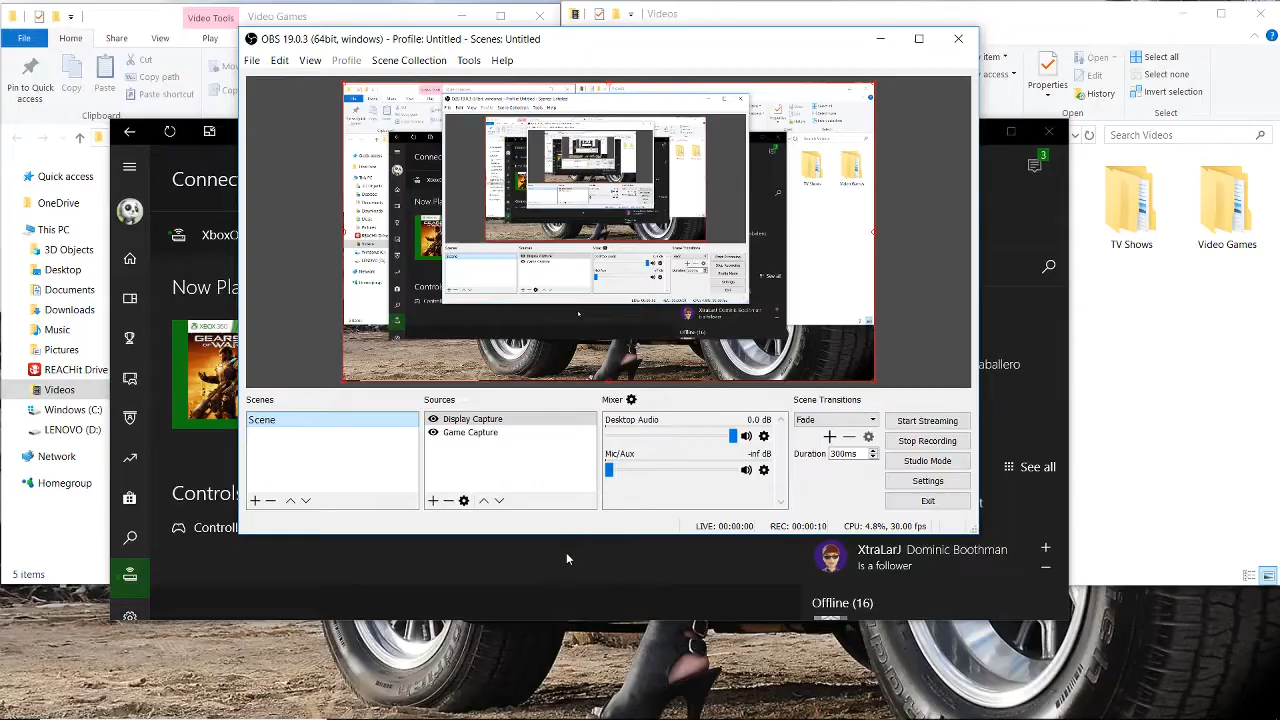 Video Tools
Video Games
Videos
File
Home
Share
View
Play
Pin to Quick
access
Copy
Paste
Cut
Copy path
Paste shortcut
Clipboard
OBS 19.0.3 (64bit, windows) - Profile: Untitled - Scenes: Untitled
File
Edit
View
Profile
Scene Collection
Tools
Help
item
access
Properties
Open
Edit
History
Open
Select all
Select none
Invert selection
Select
Search Videos
Quick access
OneDrive
This PC
3D Objects
Desktop
Documents
Downloads
Music
Pictures
REACHit Drive
Videos
Windows (C:)
LENOVO (D:)
Network
Homegroup
5 items
Connec
XboxO
Now Pla
XBOX 360
GEARS
OF WAR
Controls
Controll
3
aballero
See all
TV Shows
Video Games
Scenes
Scene
Sources
Display Capture
Game Capture
Mixer
Desktop Audio
0.0 dB
Mic/Aux
-inf dB
Scene Transitions
Fade
Duration
300ms
Start Streaming
Stop Recording
Studio Mode
Settings
Exit
LIVE: 00:00:00
REC: 00:00:10
CPU: 4.8%, 30.00 fps
XtraLarJ Dominic Boothman
Is a follower
Offline (16)